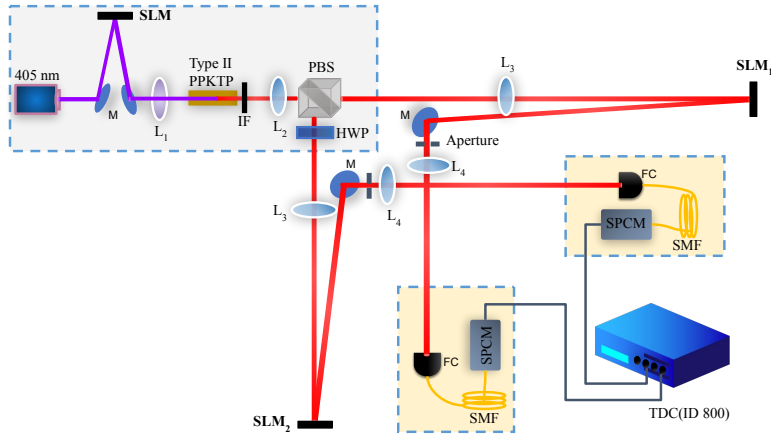 SLM
405 nm
M
L1
Type II
PPKTP
IF
L2
PBS
HWP
L3
SLM1
M
Aperture
L4
M
L3
L4
FC
SPCM
SMF
SPCM
FC
SMF
SLM2
TDC(ID 800)